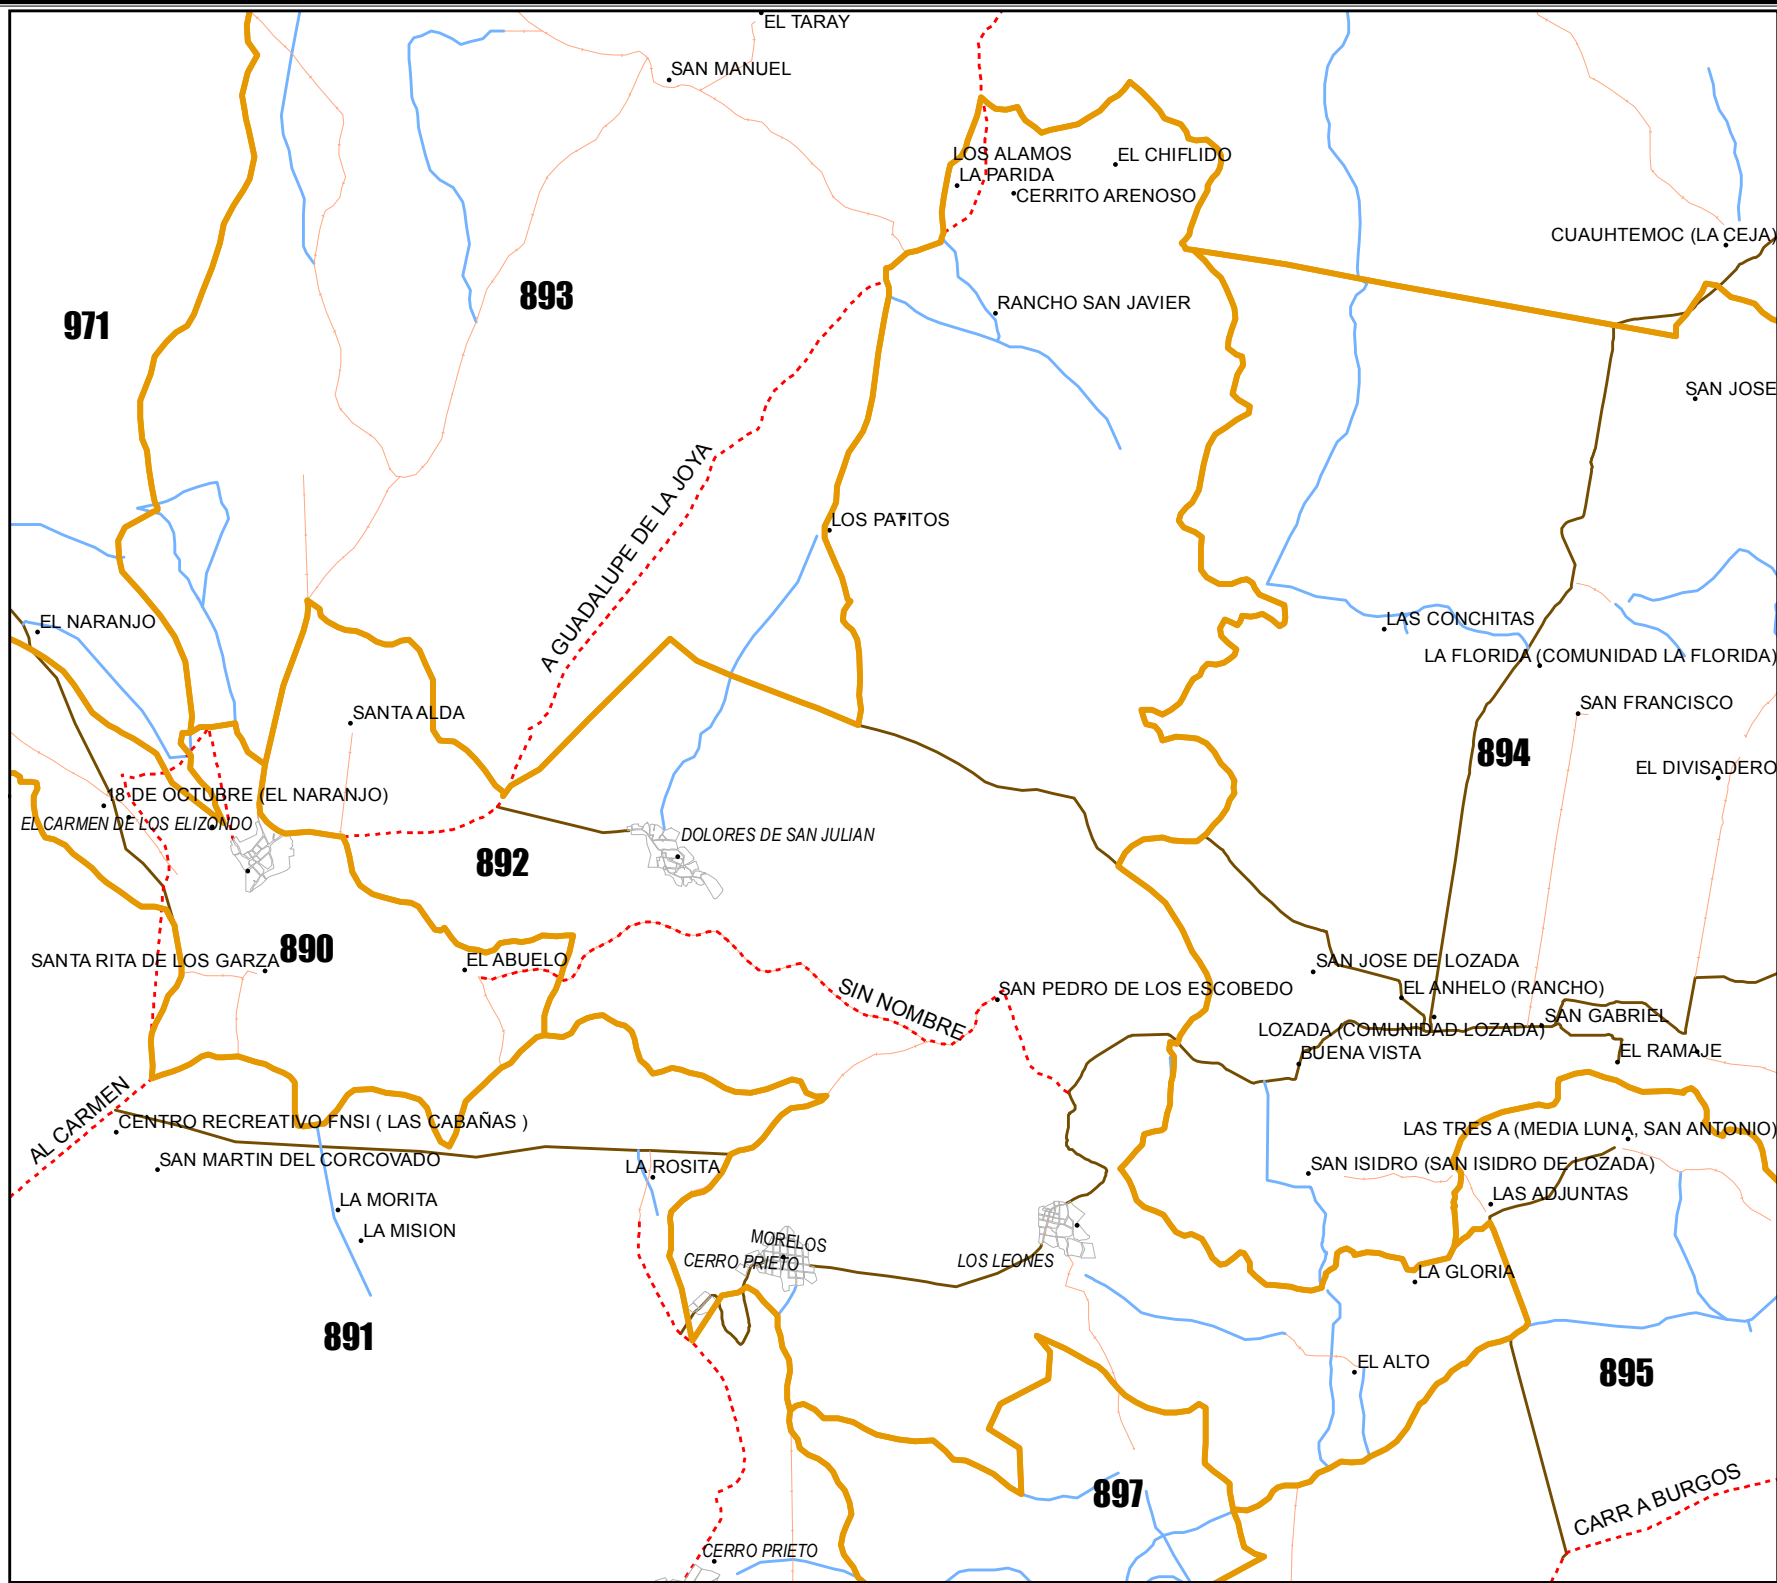 EL TARAY
SAN MANUEL
LOS ALAMOS
EL CHIFLIDO
LA PARIDA
CERRITO ARENOSO
CUAUHTEMOC (LA CEJA)
893
RANCHO SAN JAVIER
971
SAN JOSE
A GUADALUPE DE LA JOYA
LOS PATITOS
EL NARANJO
LAS CONCHITAS
LA FLORIDA (COMUNIDAD LA FLORIDA)
SAN FRANCISCO
SANTA ALDA
894
EL DIVISADERO
18 DE OCTUBRE (EL NARANJO)
EL CARMEN DE LOS ELIZONDO
DOLORES DE SAN JULIAN
892
890
SANTA RITA DE LOS GARZA
EL ABUELO
SAN JOSE DE LOZADA
SIN NOMBRE
SAN PEDRO DE LOS ESCOBEDO
EL ANHELO (RANCHO)
SAN GABRIEL
LOZADA (COMUNIDAD LOZADA)
BUENA VISTA
EL RAMAJE
AL CARMEN
CENTRO RECREATIVO FNSI ( LAS CABAÑAS )
LAS TRES A (MEDIA LUNA, SAN ANTONIO)
SAN MARTIN DEL CORCOVADO
LA ROSITA
SAN ISIDRO (SAN ISIDRO DE LOZADA)
LA MORITA
LAS ADJUNTAS
LA MISION
MORELOS
CERRO PRIETO
LOS LEONES
LA GLORIA
891
EL ALTO
895
897
CARR A BURGOS
CERRO PRIETO